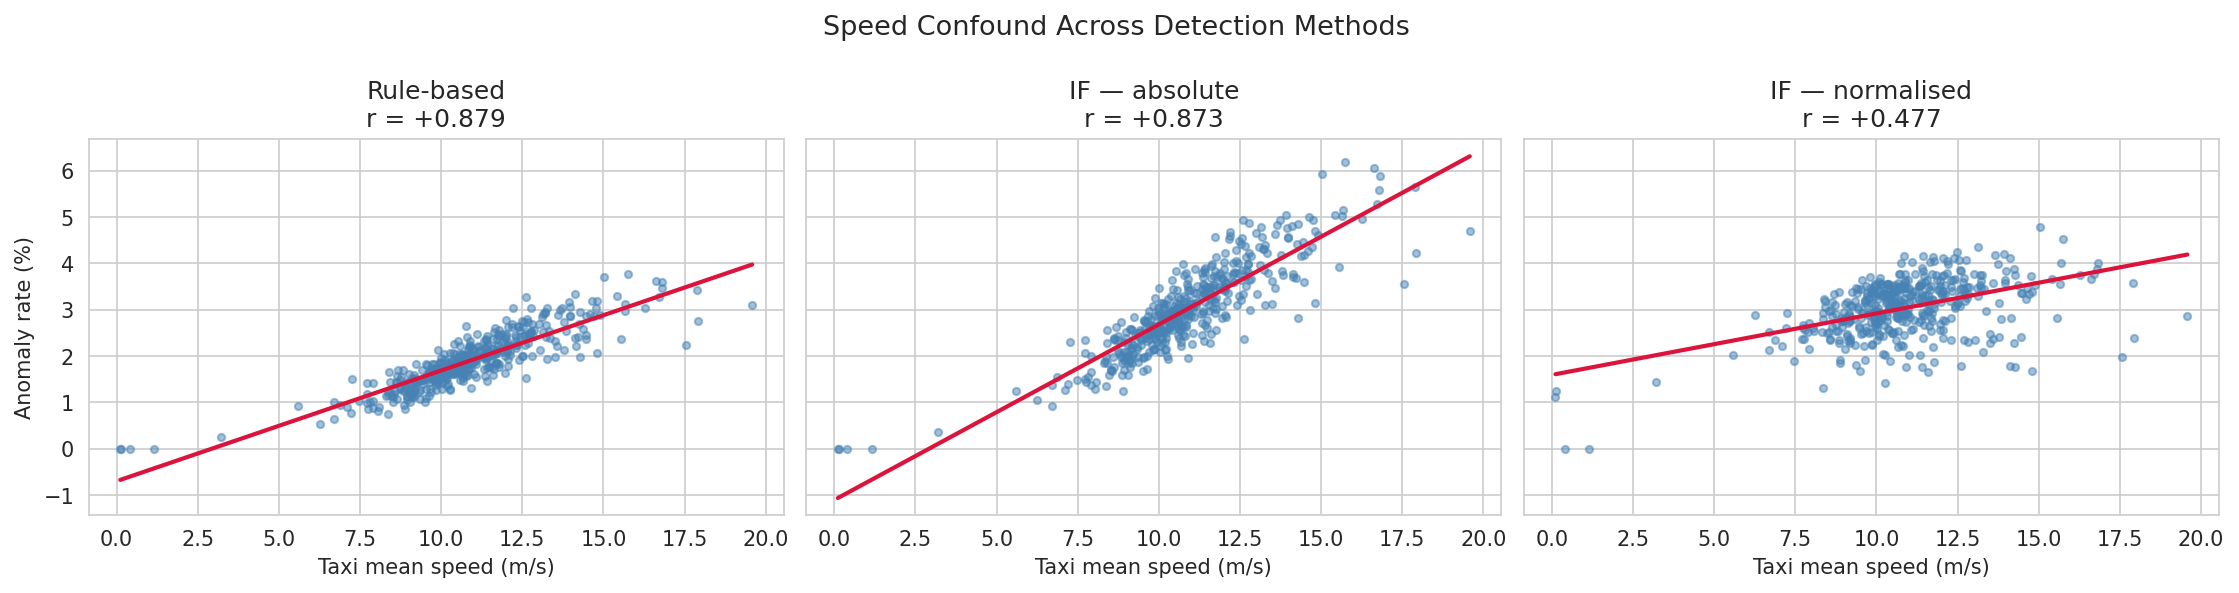 Speed Confound Across Detection Methods
Rule-based
r = +0.879
IF — absolute
r = +0.873
IF — normalised
r = +0.477
Anomaly rate (%)
6
5
4
3
2
1
0
−1
0.0 2.5 5.0 7.5 10.0 12.5 15.0 17.5 20.0
Taxi mean speed (m/s)
0.0 2.5 5.0 7.5 10.0 12.5 15.0 17.5 20.0
Taxi mean speed (m/s)
0.0 2.5 5.0 7.5 10.0 12.5 15.0 17.5 20.0
Taxi mean speed (m/s)